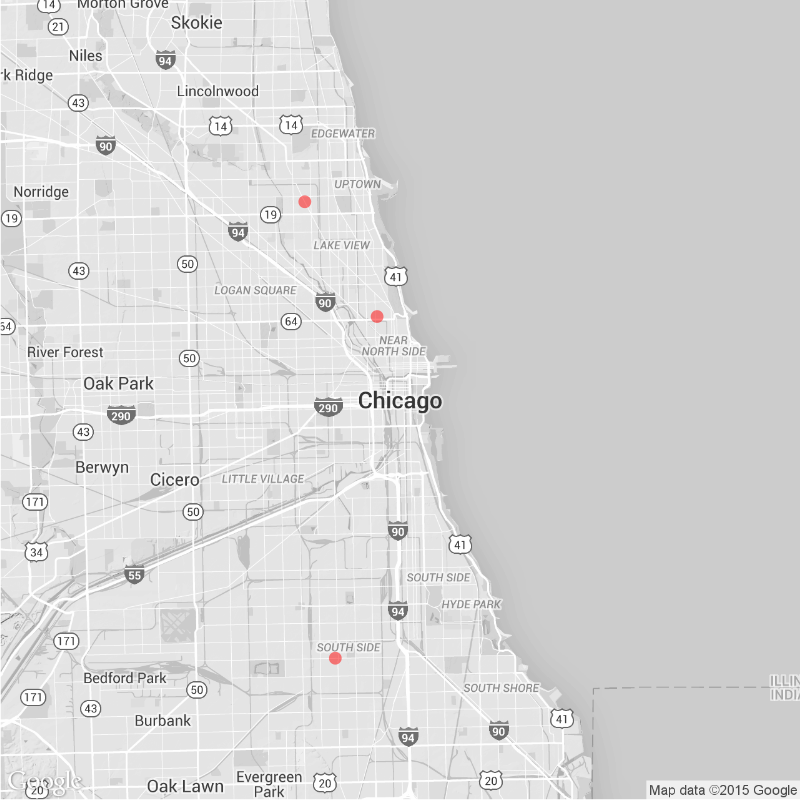 14
Morton Grove
21
Skokie
Niles
94
rk Ridge
Lincolnwood
43
14
14
EDGEWATER
90
UPTOWN
Norridge
19
19
94
LAKE VIEW
50
43
41
LOGAN SQUARE
90
64
64
NEAR
NORTH SIDE
River Forest
50
Oak Park
Chicago
290
290
43
Berwyn
Cicero
LITTLE VILLAGE
171
50
90
34
41
55
SOUTH SIDE
HYDE PARK
94
171
SOUTH SIDE
Bedford Park
SOUTH SHORE
ILLIN
INDIA
171
50
43
Burbank
41
90
94
Google
20
Oak Lawn
Evergreen
Park
20
20
Map data ©2015 Google